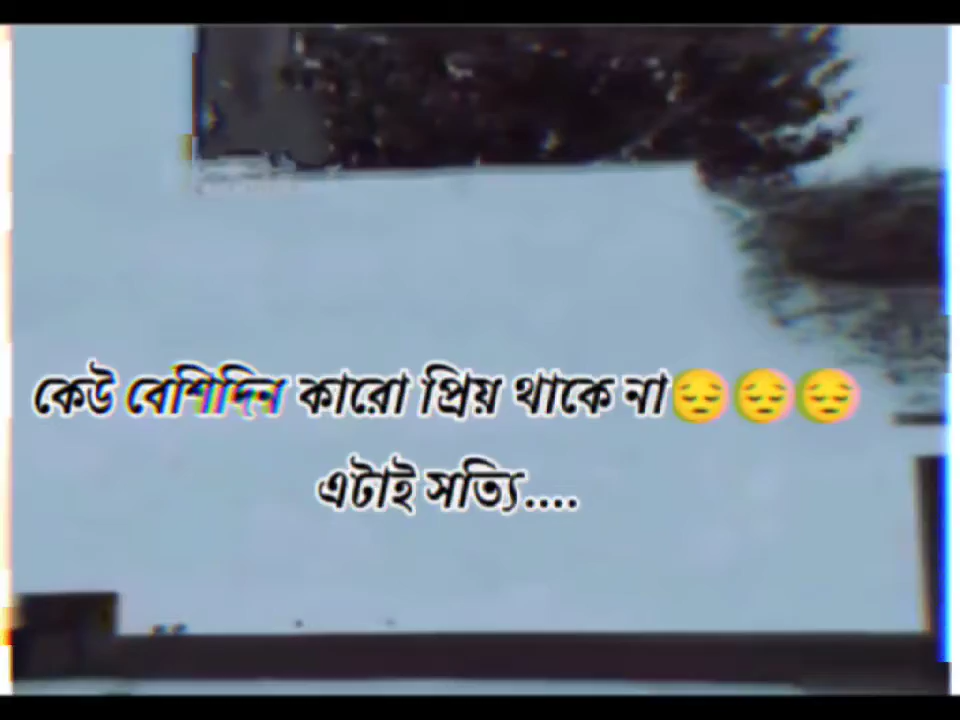 কেউ বেশিদিন কারো প্রিয় থাকে না😔😔😔
এটাই সত্যি....